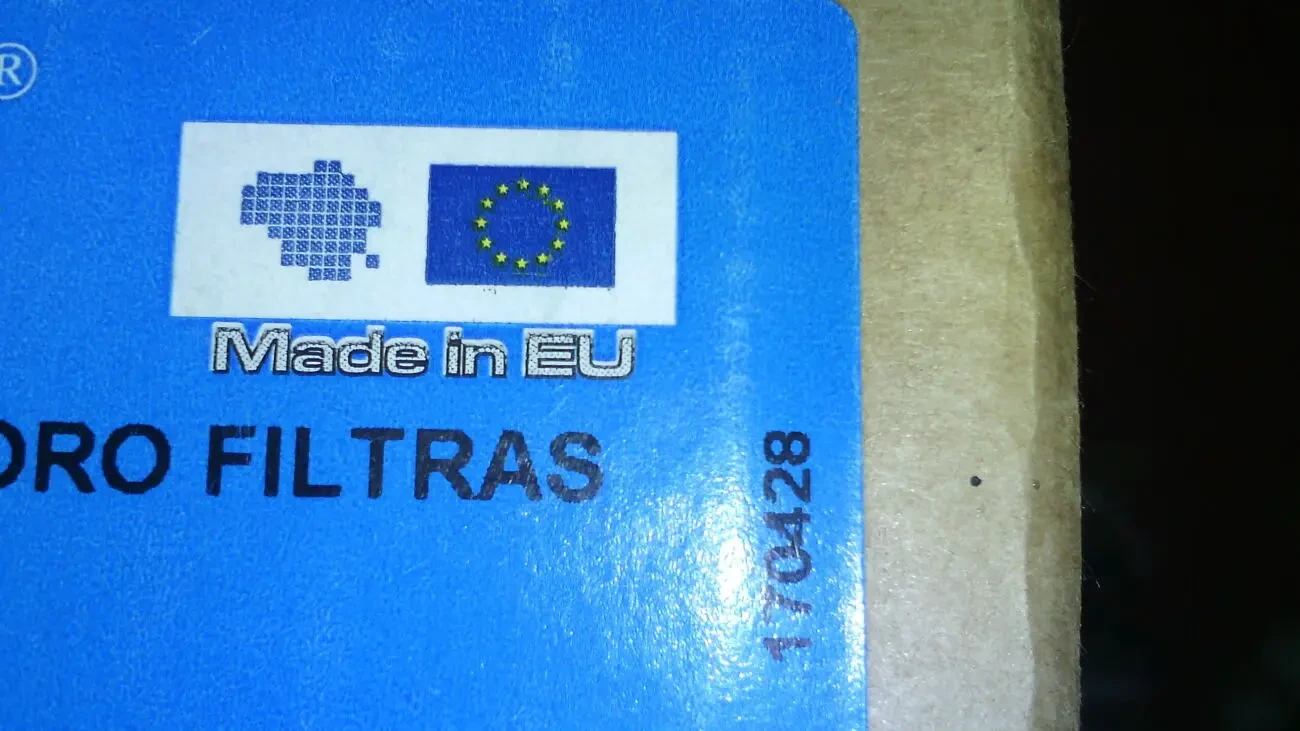 ®
Made in EU
ORO FILTRAS
170428